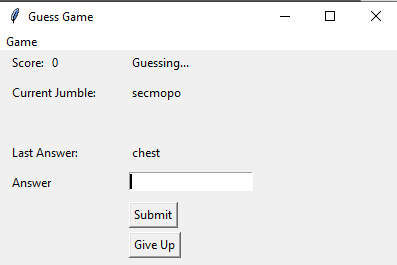 Guess Game
Game
Score: 0 Guessing...
Current Jumble: secmopo
Last Answer: chest
Answer
Submit
Give Up